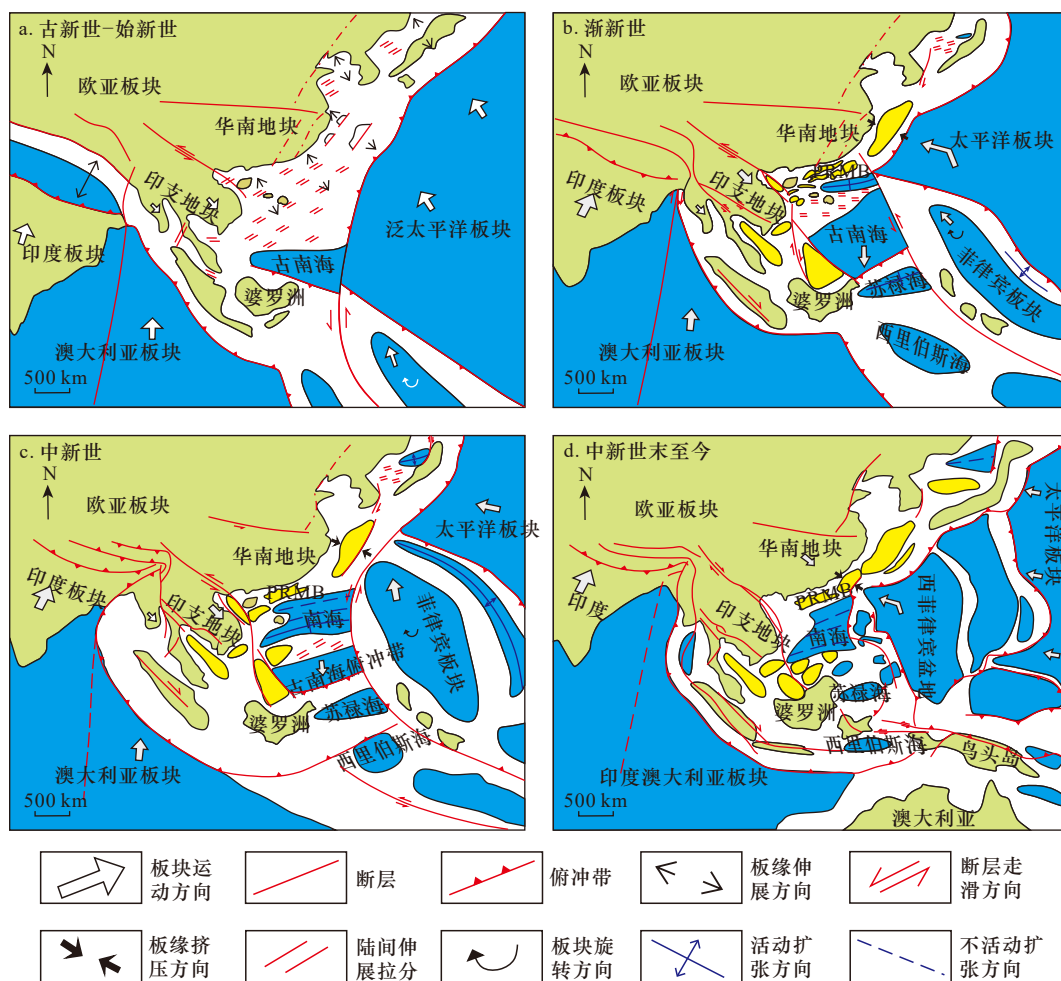 a. 古新世-始新世
N
欧亚板块
华南地块
印支地块
印度板块
泛太平洋板块
古南海
婆罗洲
澳大利亚板块
500 km
b. 渐新世
N
欧亚板块
华南地块
太平洋板块
PRMB
印度板块
印支地块
古南海
菲律宾板块
婆罗洲
苏禄海
西里伯斯海
澳大利亚板块
500 km
c. 中新世
N
欧亚板块
太平洋板块
华南地块
印度板块
PRMB
印支地块
南海
菲律宾板块
古南海俯冲带
苏禄海
婆罗洲
西里伯斯海
澳大利亚板块
500 km
d. 中新世末至今
N
欧亚板块
太平洋板块
华南地块
PRMB
印度
印支地块
南海
西菲律宾盆地
苏禄海
婆罗洲
西里伯斯海
鸟头岛
印度澳大利亚板块
500 km
澳大利亚
板块运
动方向
断层
俯冲带
板缘伸
展方向
断层走
滑方向
板缘挤
压方向
陆间伸
展拉分
板块旋
转方向
活动扩
张方向
不活动扩
张方向